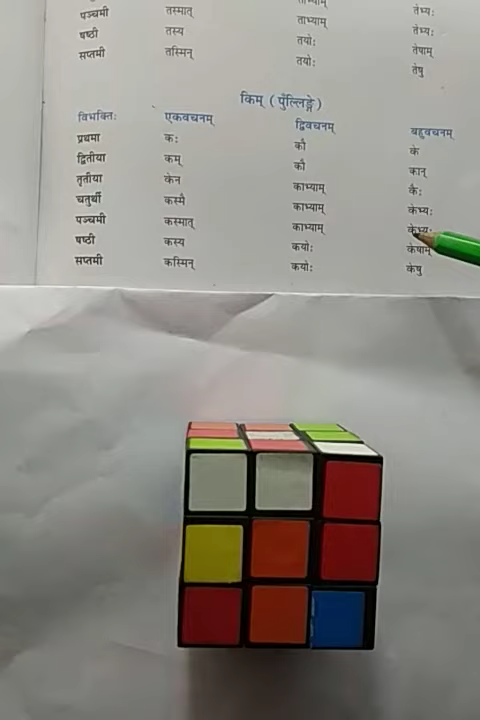 ताभ्याम्
पञ्चमी तस्मात् ताभ्याम् तेभ्यः
षष्ठी तस्य तयोः तेभ्यः
सप्तमी तस्मिन् तयोः तेषाम्
तेषु
किम् (पुँल्लिङ्गे)
विभक्तिः एकवचनम् द्विवचनम् बहुवचनम्
प्रथमा कः कौ के
द्वितीया कम् कौ कान्
तृतीया केन काभ्याम् कैः
चतुर्थी कस्मै काभ्याम् केभ्यः
पञ्चमी कस्मात् काभ्याम् केभ्यः
षष्ठी कस्य कयोः केषाम्
सप्तमी कस्मिन् कयोः केषु